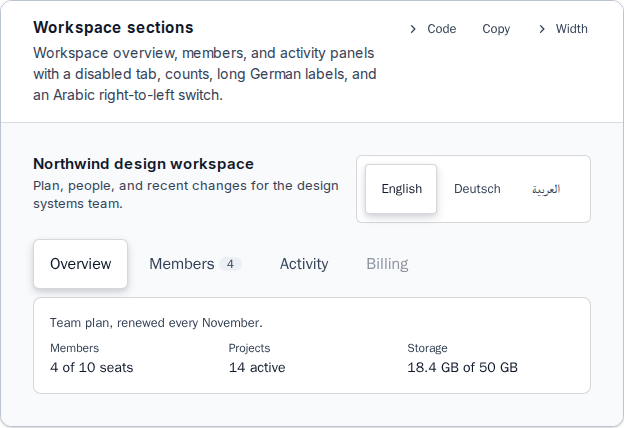 Workspace sections
Code
Copy
Width
Workspace overview, members, and activity panels
with a disabled tab, counts, long German labels, and
an Arabic right-to-left switch.
Northwind design workspace
Plan, people, and recent changes for the design
systems team.
English
Deutsch
العربية
Overview
Members 4
Activity
Billing
Team plan, renewed every November.
Members
Projects
Storage
4 of 10 seats
14 active
18.4 GB of 50 GB